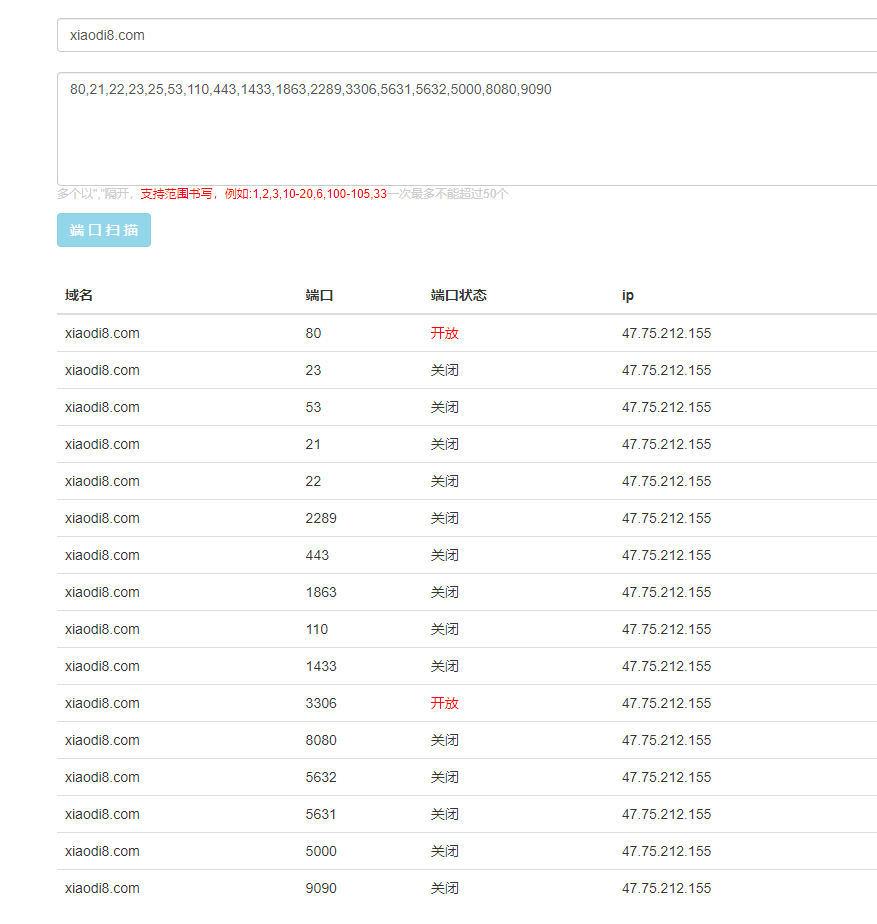 xiaodi8.com
80,21,22,23,25,53,110,443,1433,1863,2289,3306,5631,5632,5000,8080,9090
多个以","隔开，支持范围书写，例如:1,2,3,10-20,6,100-105,33一次最多不能超过50个
端口扫描
域名 端口 端口状态 ip
xiaodi8.com 80 开放 47.75.212.155
xiaodi8.com 23 关闭 47.75.212.155
xiaodi8.com 53 关闭 47.75.212.155
xiaodi8.com 21 关闭 47.75.212.155
xiaodi8.com 22 关闭 47.75.212.155
xiaodi8.com 2289 关闭 47.75.212.155
xiaodi8.com 443 关闭 47.75.212.155
xiaodi8.com 1863 关闭 47.75.212.155
xiaodi8.com 110 关闭 47.75.212.155
xiaodi8.com 1433 关闭 47.75.212.155
xiaodi8.com 3306 开放 47.75.212.155
xiaodi8.com 8080 关闭 47.75.212.155
xiaodi8.com 5632 关闭 47.75.212.155
xiaodi8.com 5631 关闭 47.75.212.155
xiaodi8.com 5000 关闭 47.75.212.155
xiaodi8.com 9090 关闭 47.75.212.155